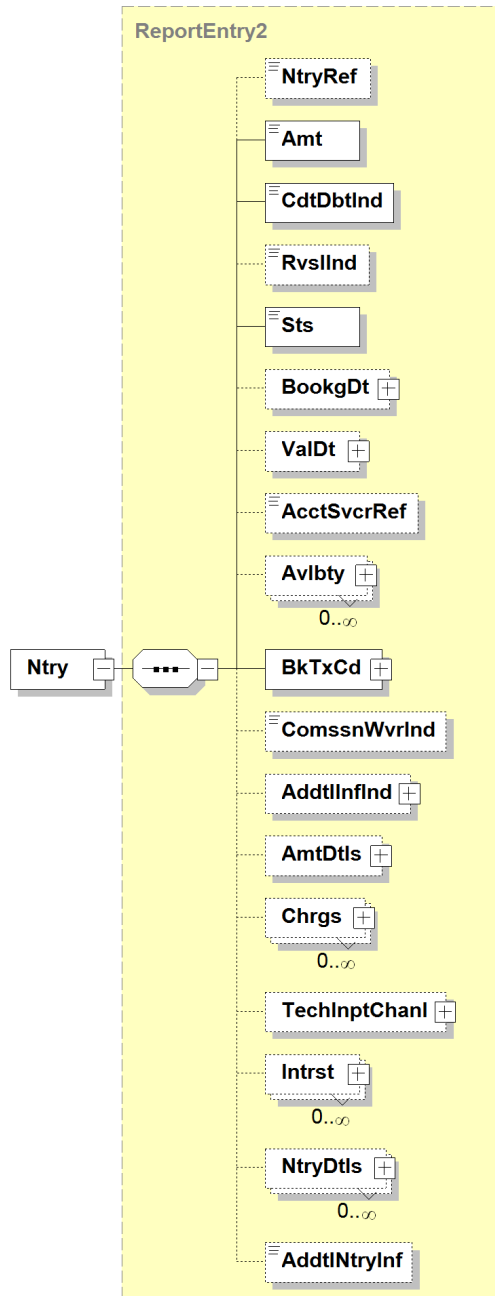 ReportEntry2
NtryRef
Amt
CdtDbtInd
RvslInd
Sts
BookgDt
ValDt
AcctSvcrRef
Avlbty
0..∞
Ntry
BkTxCd
ComssnWvrInd
AddtlInfInd
AmtDtls
Chrgs
0..∞
TechInptChanl
Intrst
0..∞
NtryDtls
0..∞
AddtlNtryInf